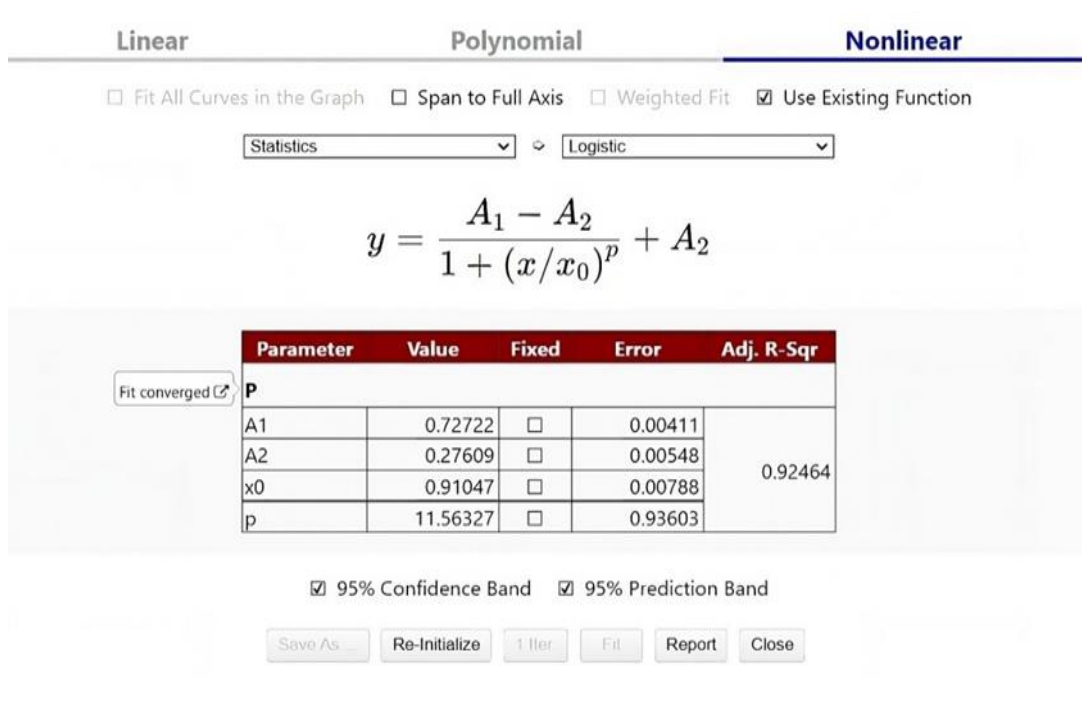 Linear Polynomial Nonlinear
Fit All Curves in the Graph Span to Full Axis Weighted Fit Use Existing Function
Statistics Logistic
y = (A₁ − A₂) / (1 + (x/x₀)ᵖ) + A₂
Parameter Value Fixed Error Adj. R-Sqr
Fit converged P
A1 0.72722 0.00411
A2 0.27609 0.00548
0.92464
x0 0.91047 0.00788
p 11.56327 0.93603
95% Confidence Band 95% Prediction Band
Save As ... Re-Initialize 1 Iter Fit Report Close